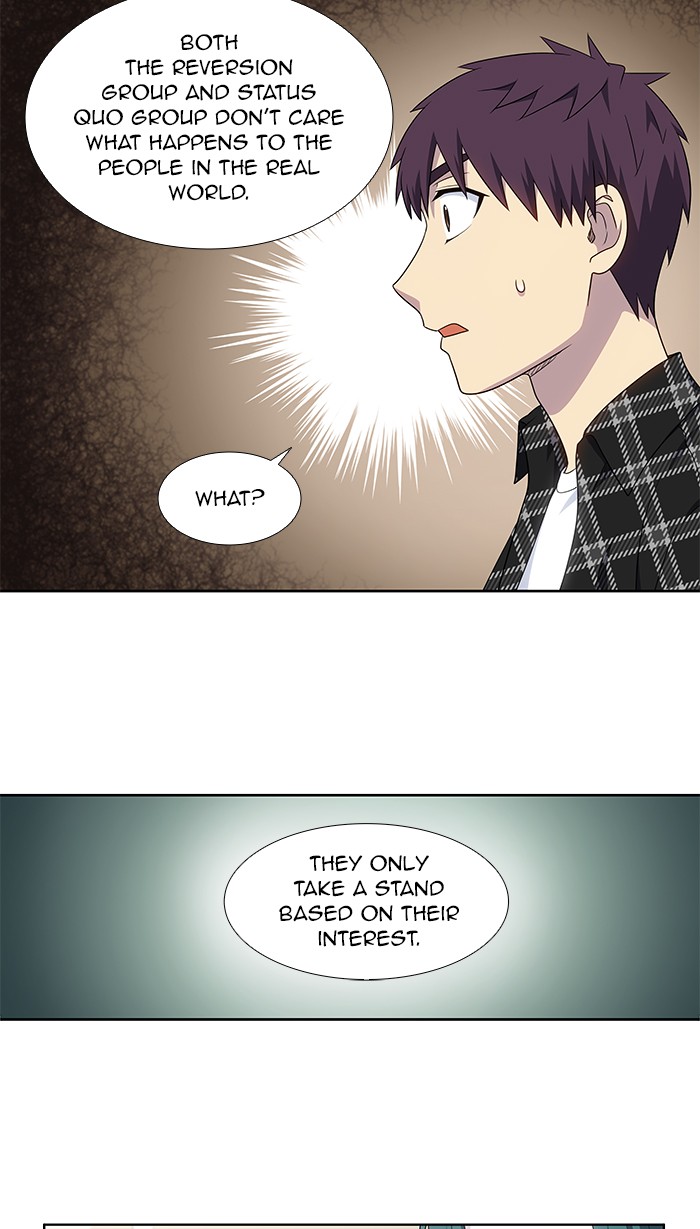 BOTH
THE REVERSION
GROUP AND STATUS
QUO GROUP DON'T CARE
WHAT HAPPENS TO THE
PEOPLE IN THE REAL
WORLD.
WHAT?
THEY ONLY
TAKE A STAND
BASED ON THEIR
INTEREST.